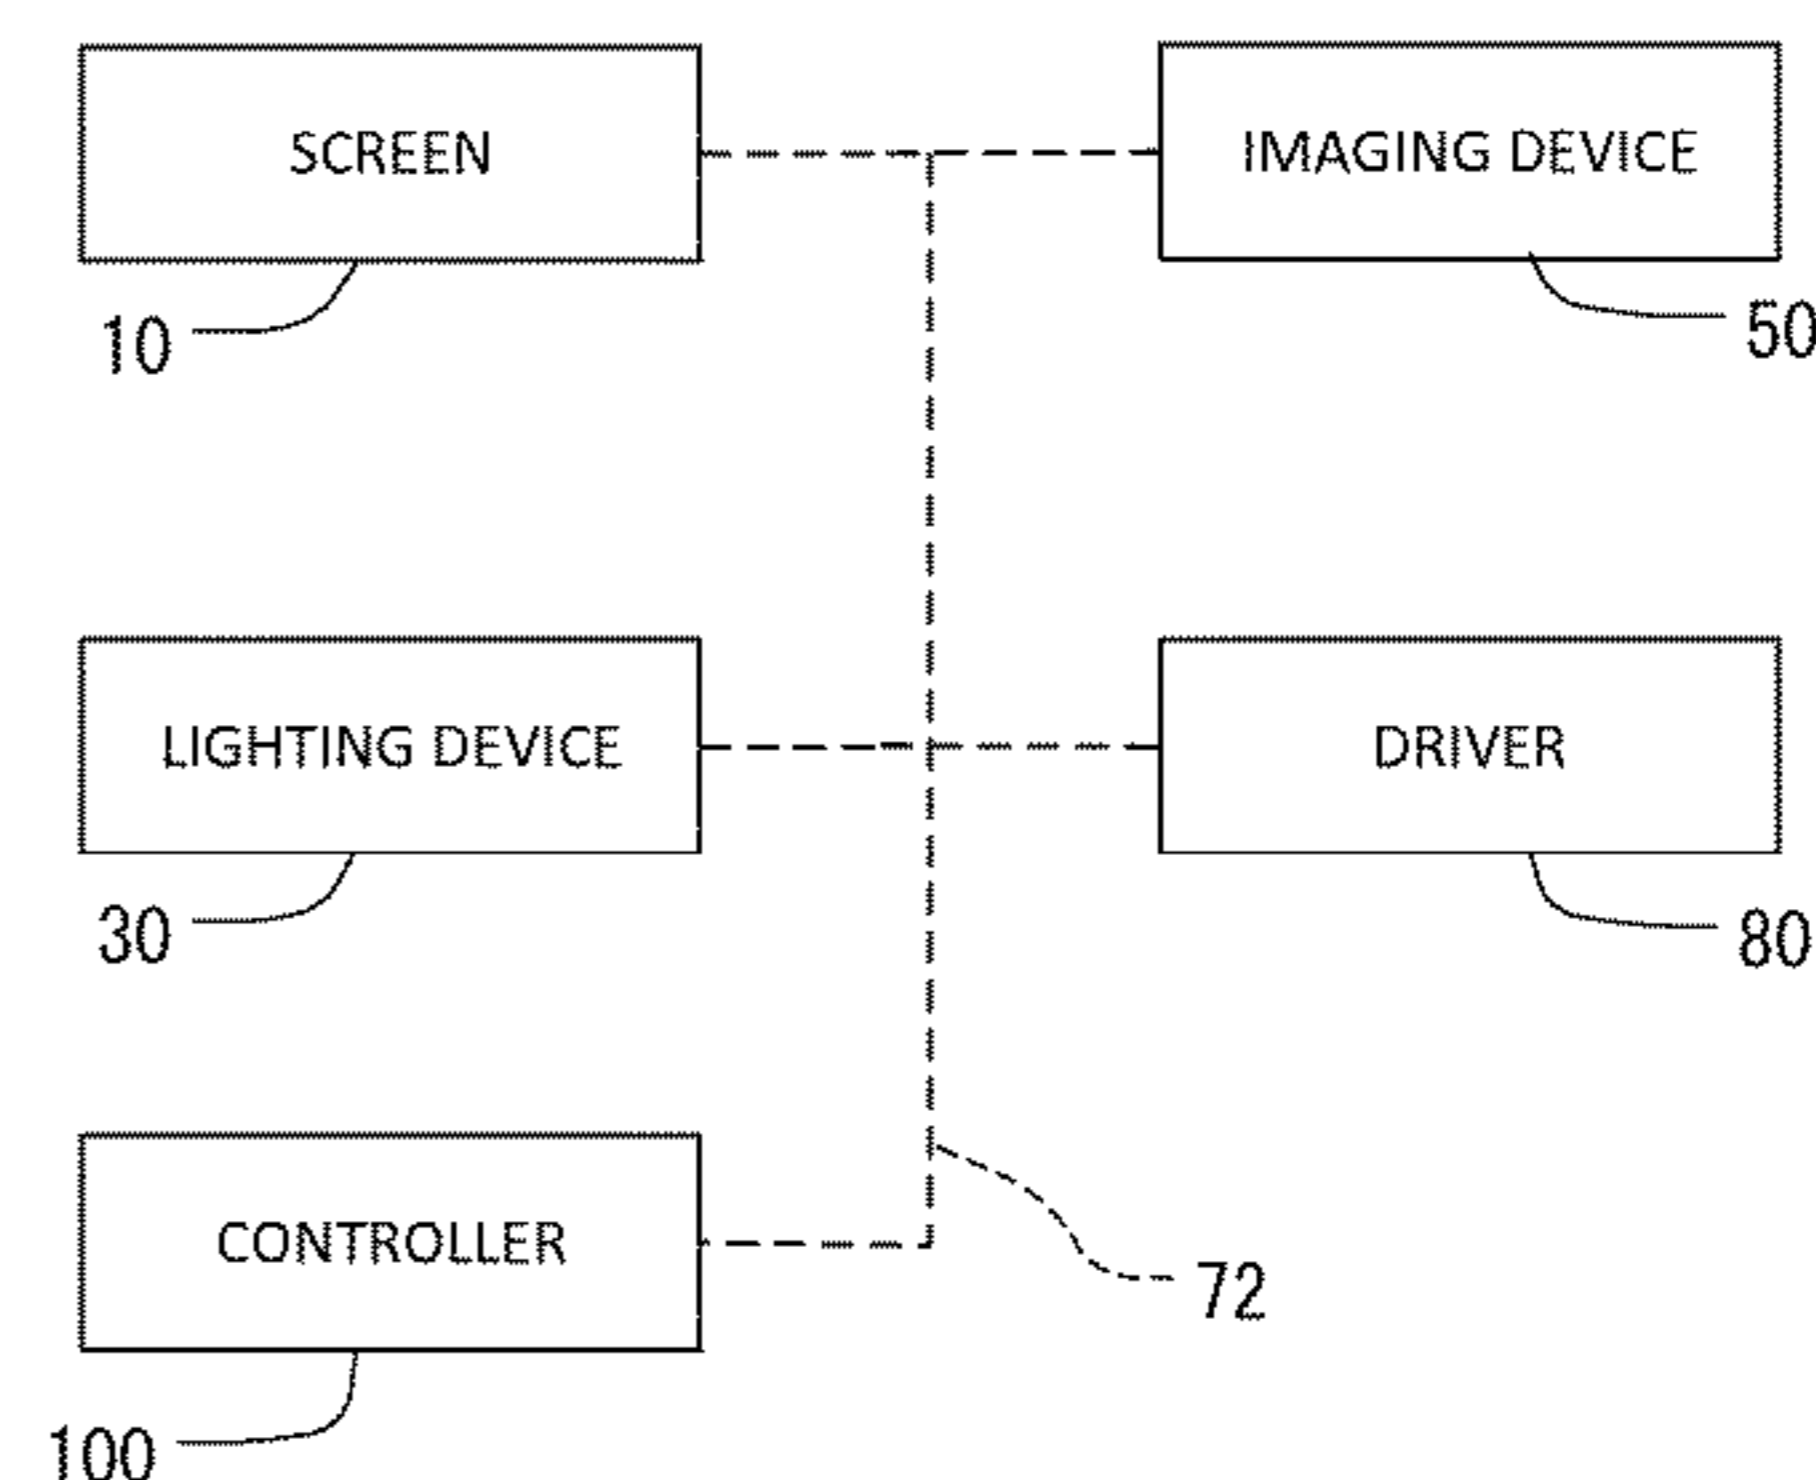 SCREEN
IMAGING DEVICE
10
50
LIGHTING DEVICE
DRIVER
30
80
CONTROLLER
72
100